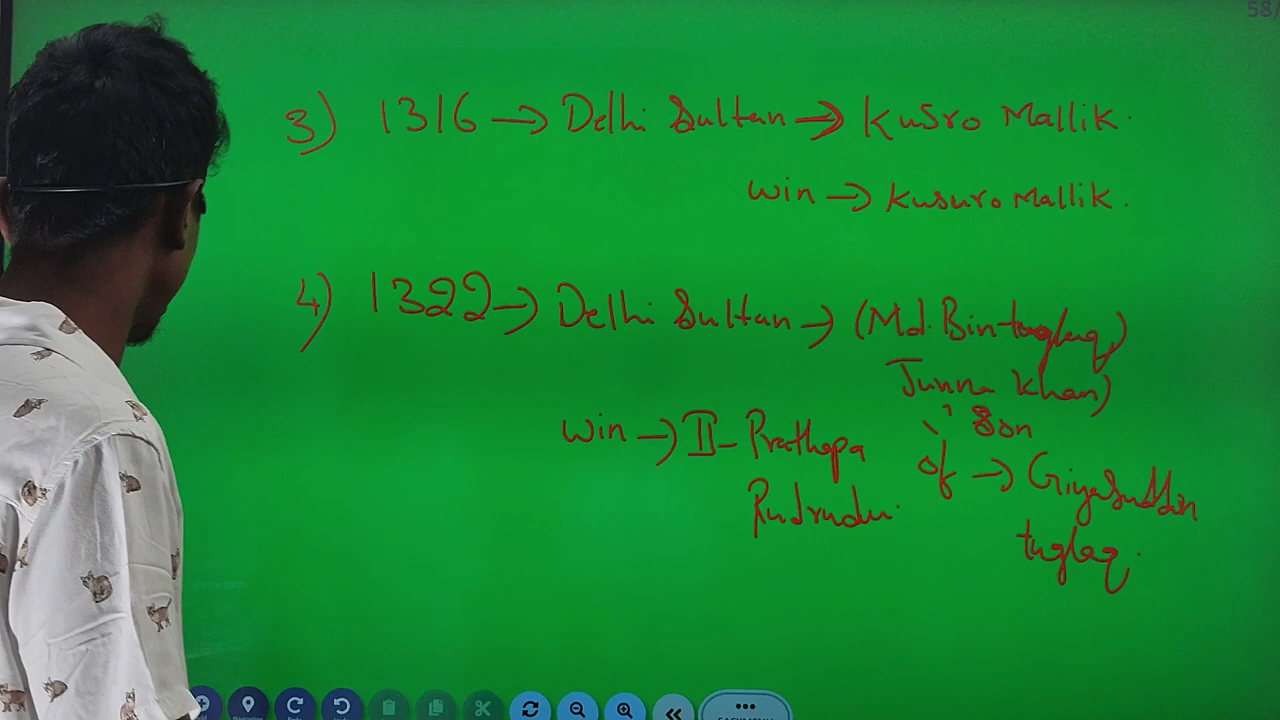 58/
3) 1316 → Delhi Sultan → Kusro Mallik.
win → Kusuro Mallik.
4) 1322 → Delhi Sultan → (Md. Bin tuglaq,
Junna Khan)
win → II - Prathapa
Rudrudu.
Son
of → Giyasuddin
tuglaq.